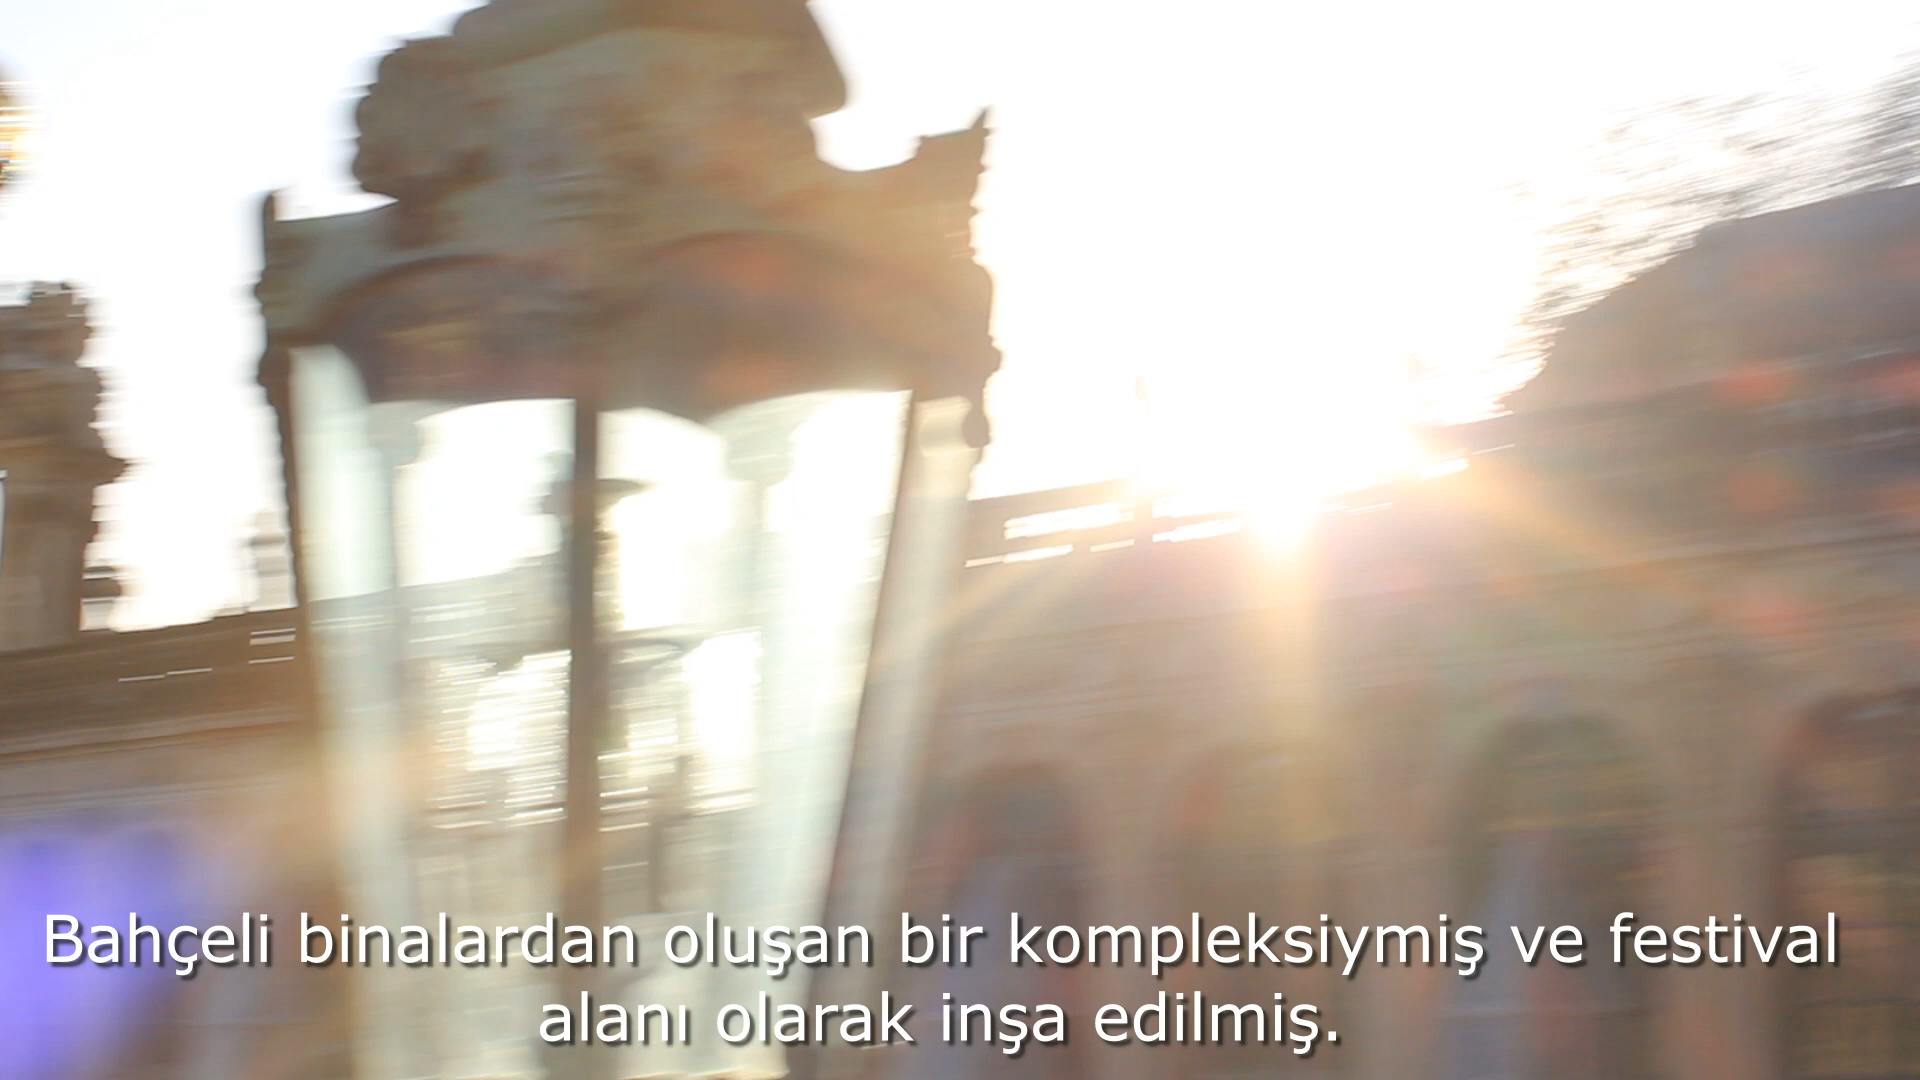 Bahçeli binalardan oluşan bir kompleksiymiş ve festival
alanı olarak inşa edilmiş.